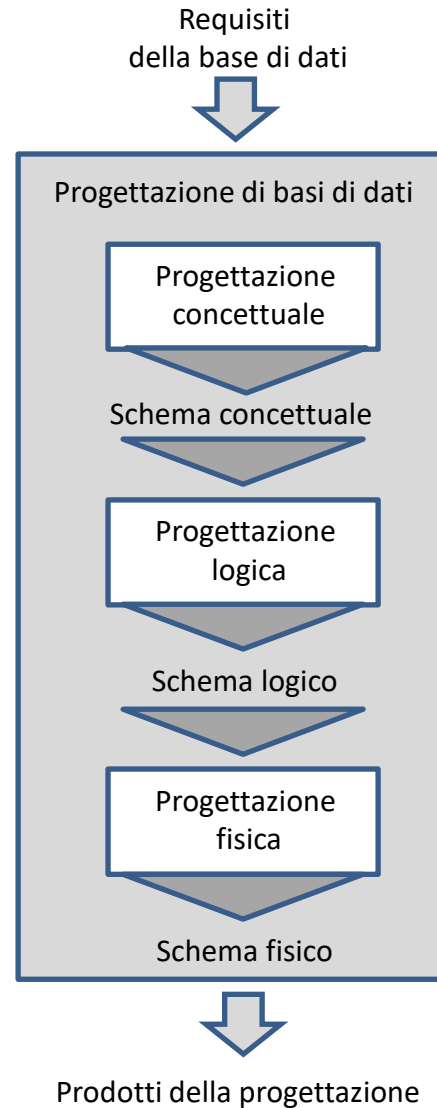 Requisiti
della base di dati
Progettazione di basi di dati
Progettazione
concettuale
Schema concettuale
Progettazione
logica
Schema logico
Progettazione
fisica
Schema fisico
Prodotti della progettazione